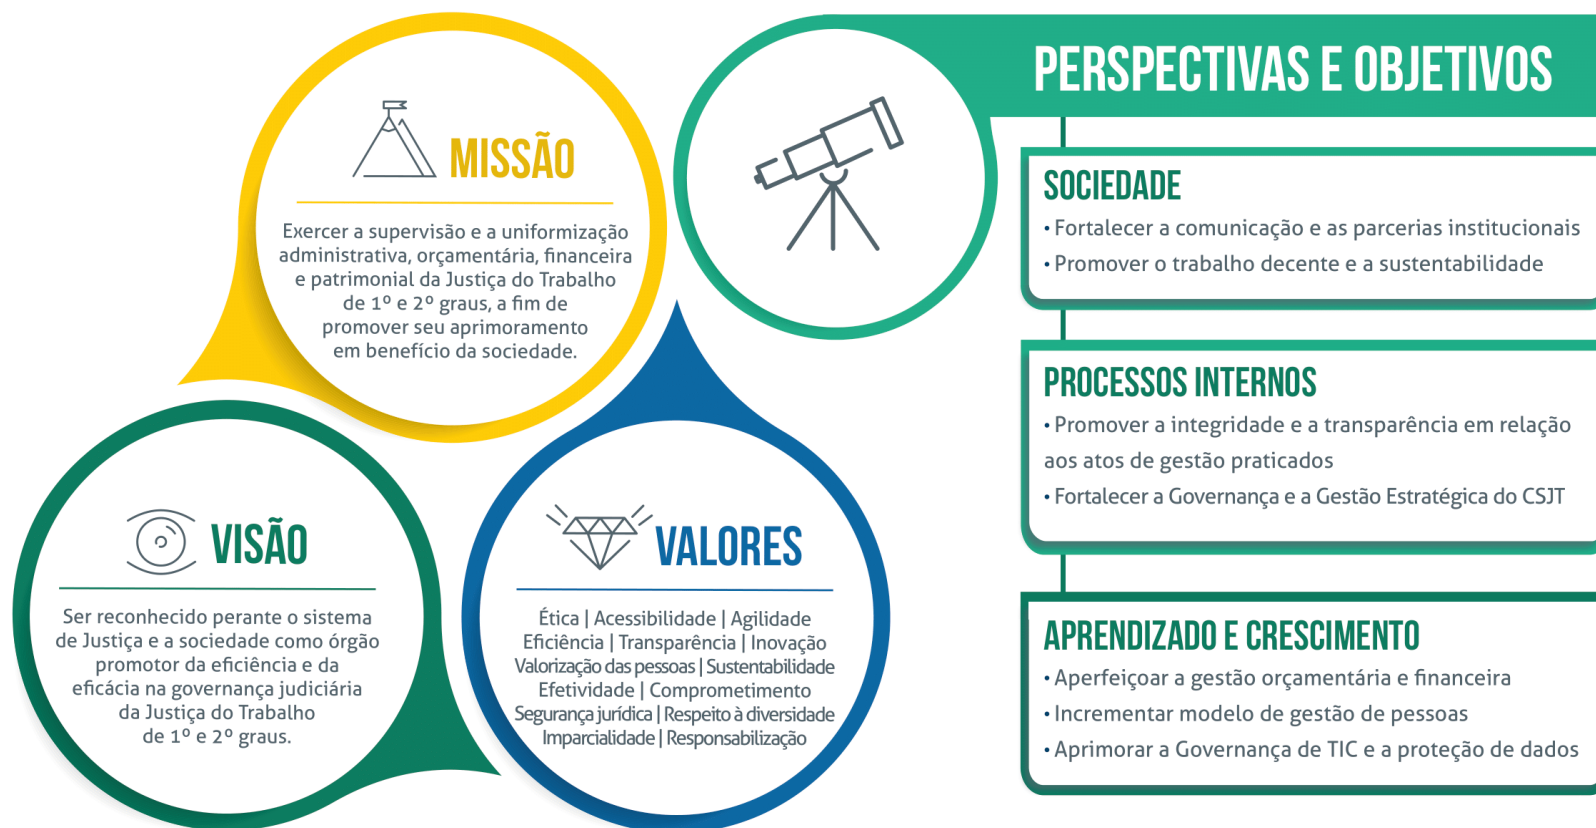 MISSÃO
Exercer a supervisão e a uniformização
administrativa, orçamentária, financeira
e patrimonial da Justiça do Trabalho
de 1º e 2º graus, a fim de
promover seu aprimoramento
em benefício da sociedade.
VISÃO
Ser reconhecido perante o sistema
de Justiça e a sociedade como órgão
promotor da eficiência e da
eficácia na governança judiciária
da Justiça do Trabalho
de 1º e 2º graus.
VALORES
Ética | Acessibilidade | Agilidade
Eficiência | Transparência | Inovação
Valorização das pessoas | Sustentabilidade
Efetividade | Comprometimento
Segurança jurídica | Respeito à diversidade
Imparcialidade | Responsabilização
PERSPECTIVAS E OBJETIVOS
SOCIEDADE
• Fortalecer a comunicação e as parcerias institucionais
• Promover o trabalho decente e a sustentabilidade
PROCESSOS INTERNOS
• Promover a integridade e a transparência em relação
aos atos de gestão praticados
• Fortalecer a Governança e a Gestão Estratégica do CSJT
APRENDIZADO E CRESCIMENTO
• Aperfeiçoar a gestão orçamentária e financeira
• Incrementar modelo de gestão de pessoas
• Aprimorar a Governança de TIC e a proteção de dados